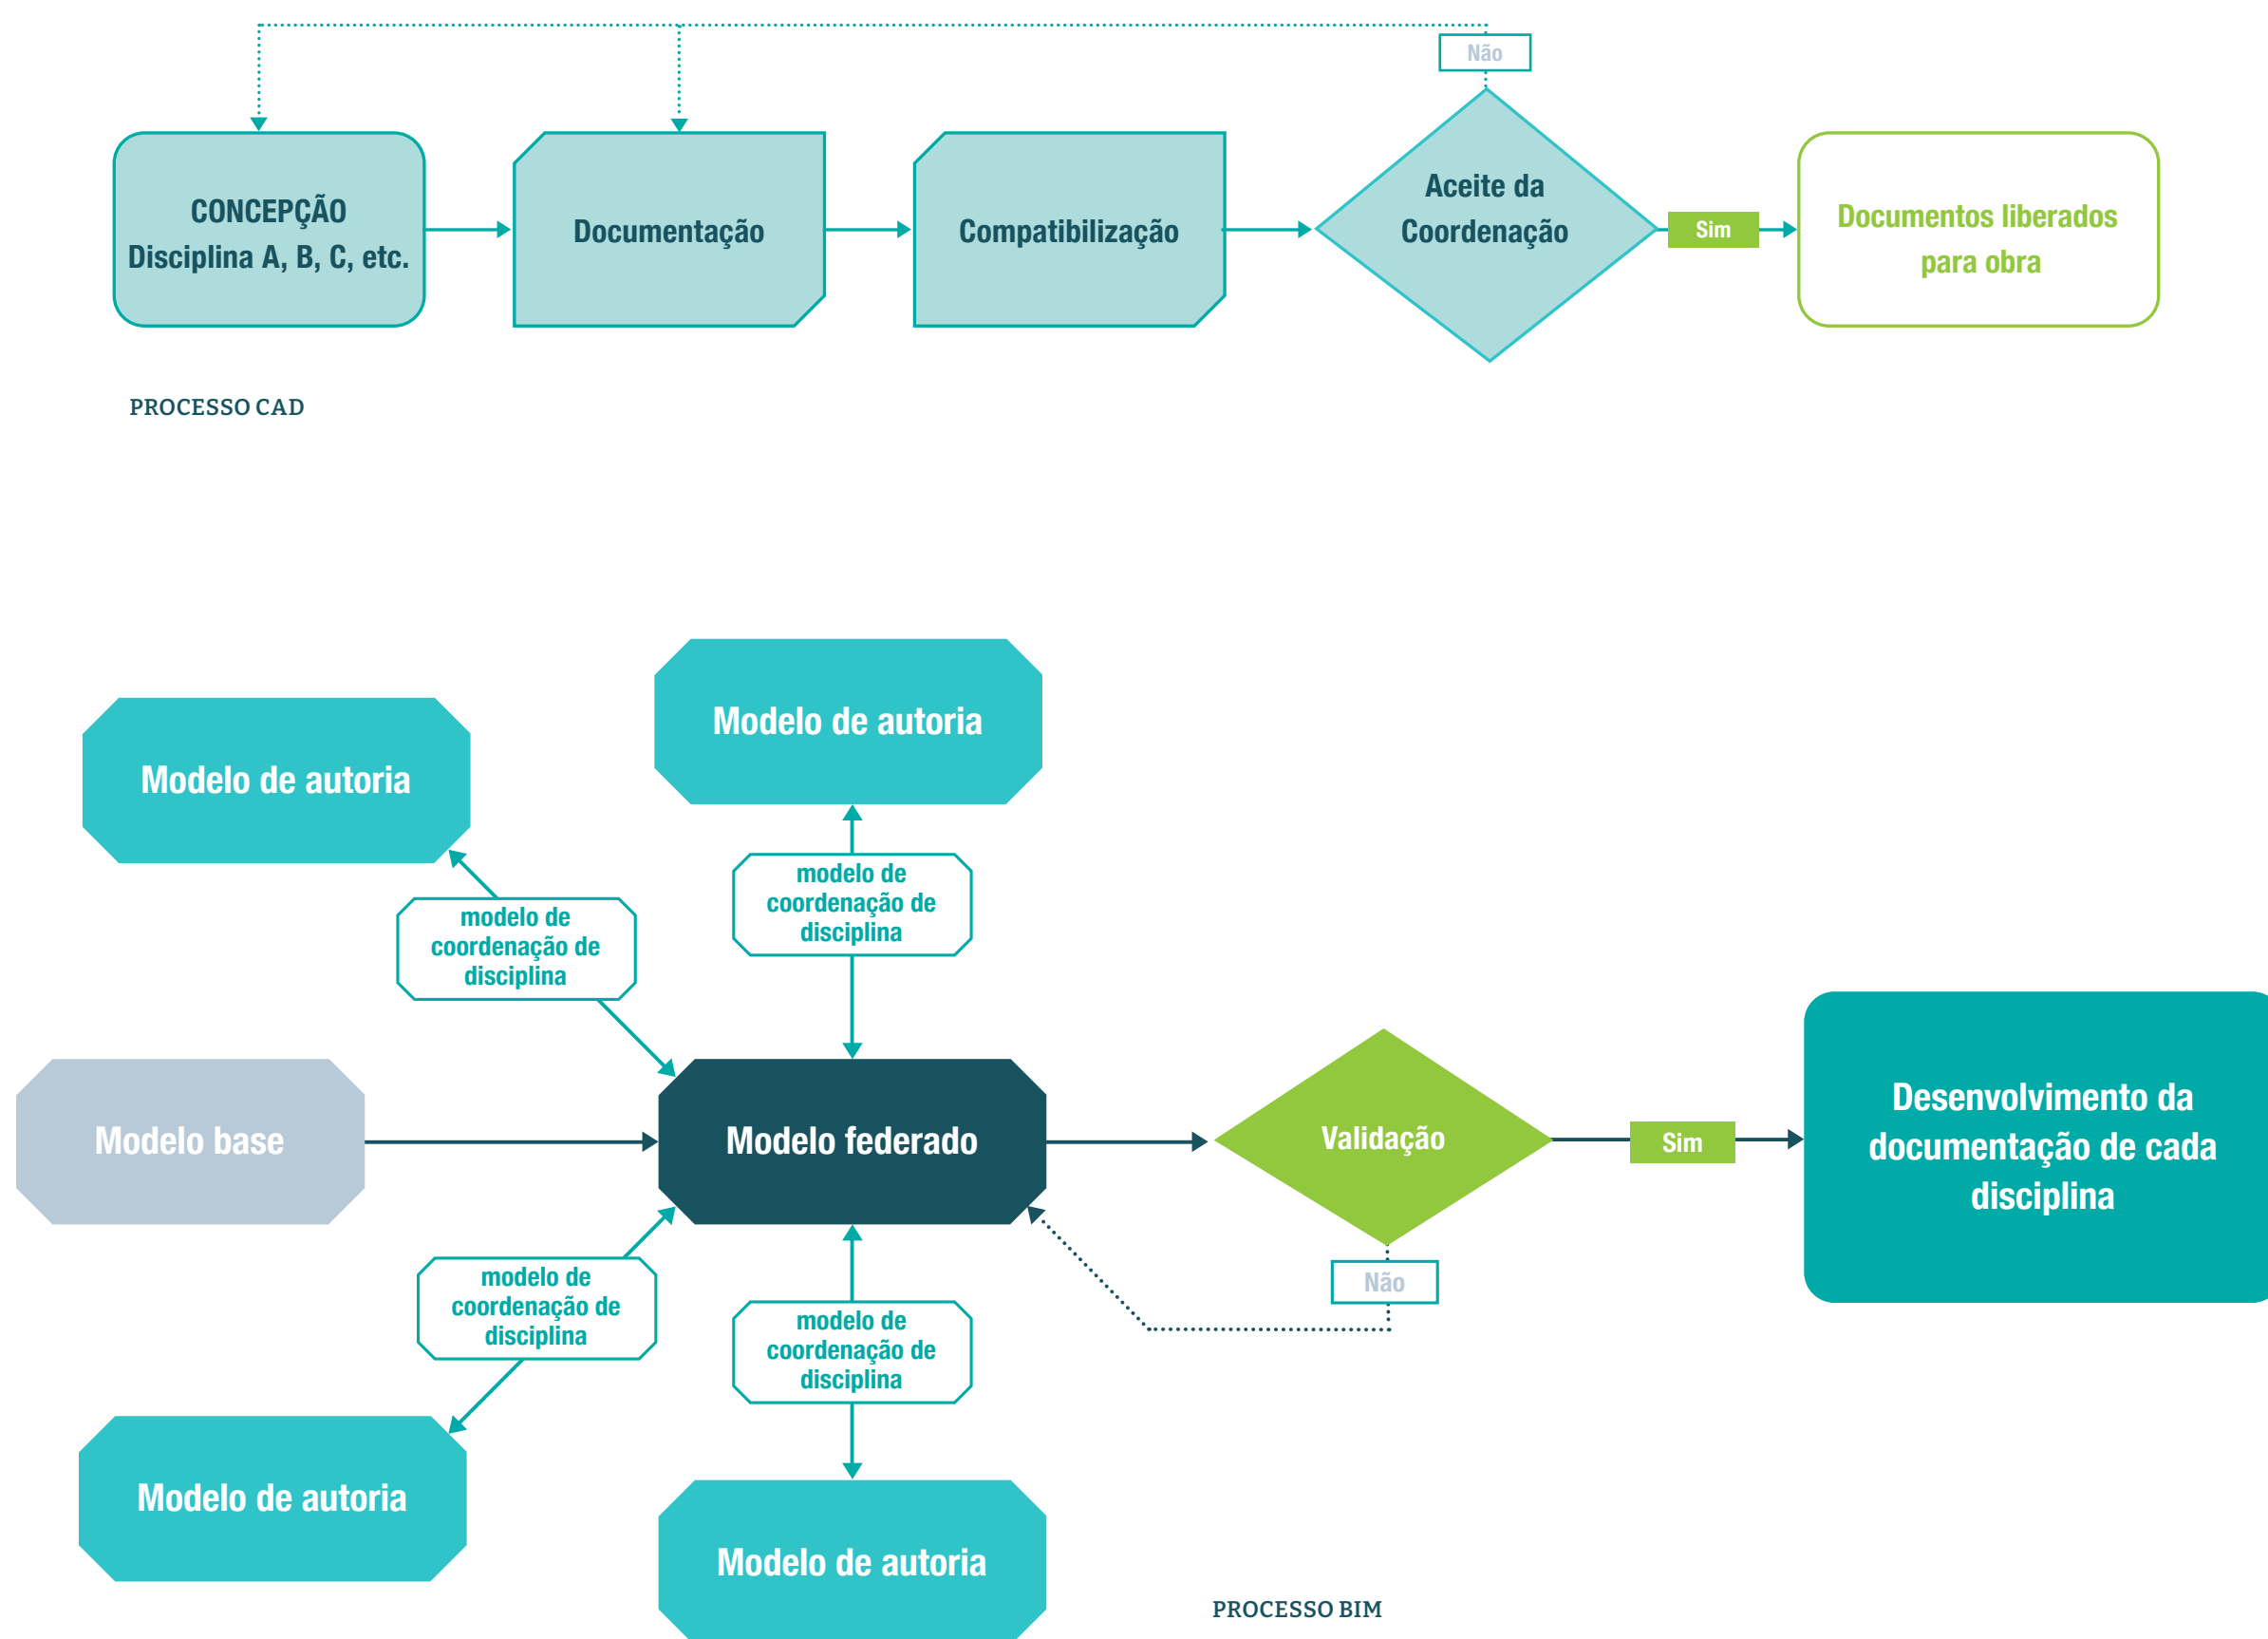 Não
CONCEPÇÃO
Disciplina A, B, C, etc.
Documentação
Compatibilização
Aceite da
Coordenação
Sim
Documentos liberados
para obra
PROCESSO CAD
Modelo de autoria
Modelo de autoria
modelo de
coordenação de
disciplina
modelo de
coordenação de
disciplina
Modelo base
Modelo federado
Validação
Sim
Desenvolvimento da
documentação de cada
disciplina
Não
modelo de
coordenação de
disciplina
modelo de
coordenação de
disciplina
Modelo de autoria
Modelo de autoria
PROCESSO BIM